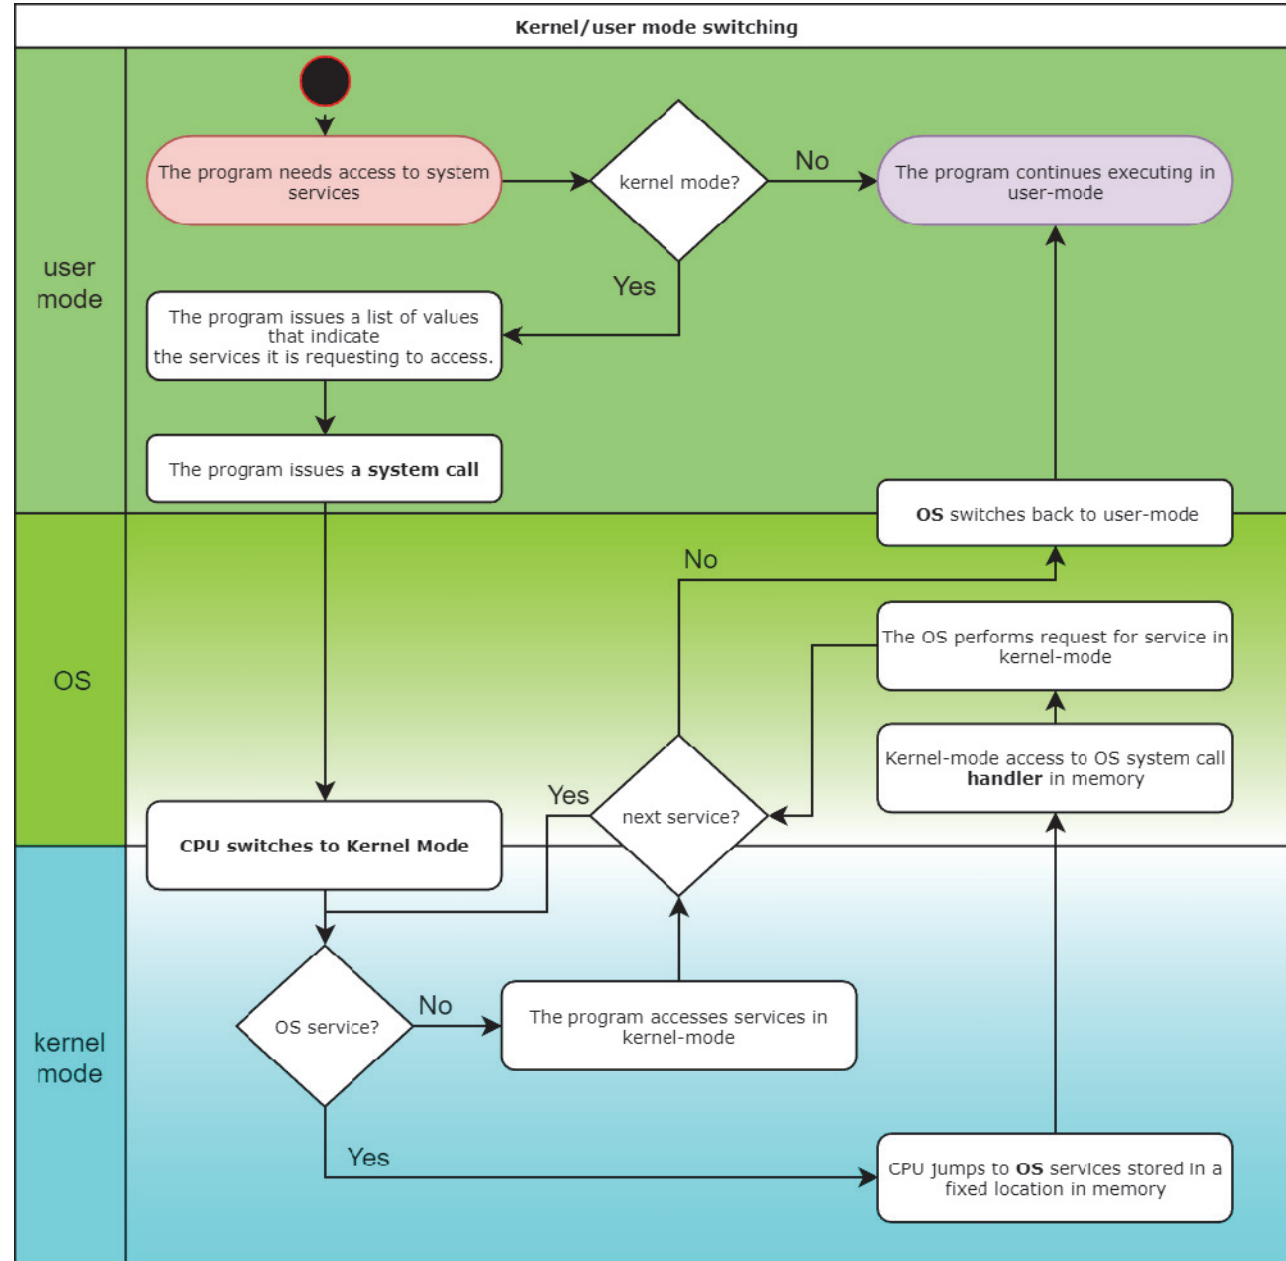 Kernel/user mode switching
user
mode
The program needs access to system
services
kernel mode?
No
The program continues executing in
user-mode
Yes
The program issues a list of values
that indicate
the services it is requesting to access.
The program issues a system call
OS switches back to user-mode
OS
No
The OS performs request for service in
kernel-mode
Kernel-mode access to OS system call
handler in memory
Yes
next service?
CPU switches to Kernel Mode
kernel
mode
OS service?
No
The program accesses services in
kernel-mode
Yes
CPU jumps to OS services stored in a
fixed location in memory